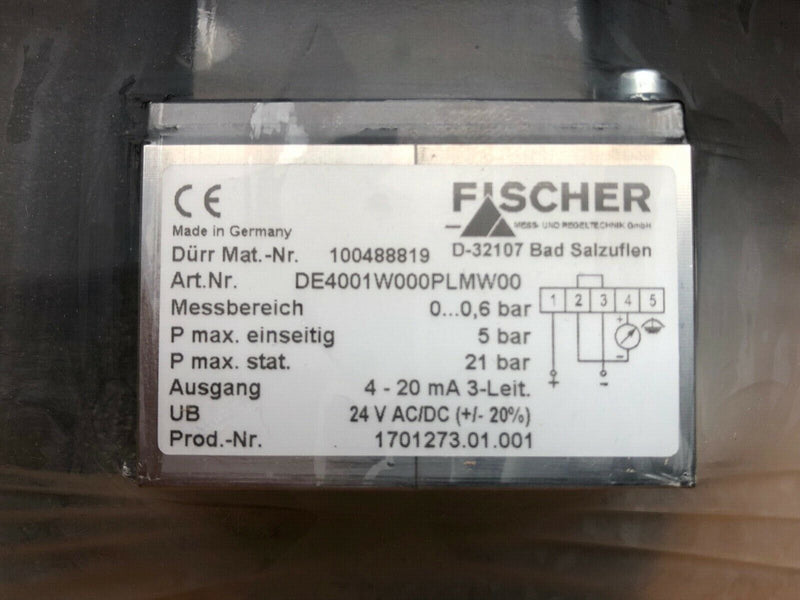 CE
Made in Germany
FISCHER
MESS- UND REGELTECHNIK GmbH
D-32107 Bad Salzuflen
Dürr Mat.-Nr. 100488819
Art.Nr. DE4001W000PLMW00
Messbereich 0...0,6 bar
P max. einseitig 5 bar
P max. stat. 21 bar
Ausgang 4 - 20 mA 3-Leit.
UB 24 V AC/DC (+/- 20%)
Prod.-Nr. 1701273.01.001
1 2 3 4 5
+ -
+ -